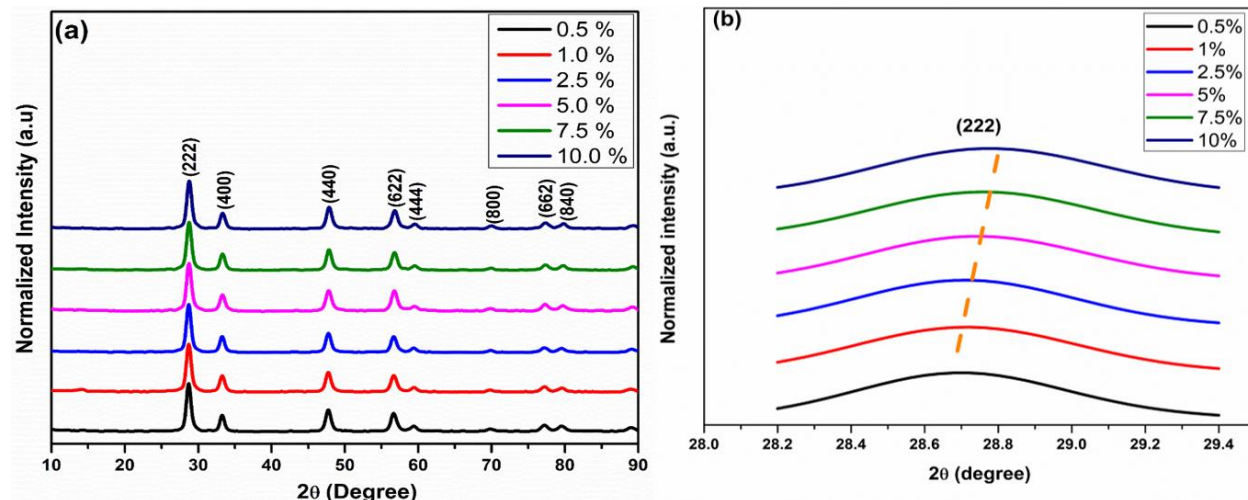 (a)
0.5 %
1.0 %
2.5 %
5.0 %
7.5 %
10.0 %
(222)
(400)
(440)
(622)
(444)
(800)
(662)
(840)
Normalized Intensity (a.u)
10 20 30 40 50 60 70 80 90
2θ (Degree)
(b)
0.5%
1%
2.5%
5%
7.5%
10%
(222)
Normalized intensity (a.u.)
28.0 28.2 28.4 28.6 28.8 29.0 29.2 29.4
2θ (degree)